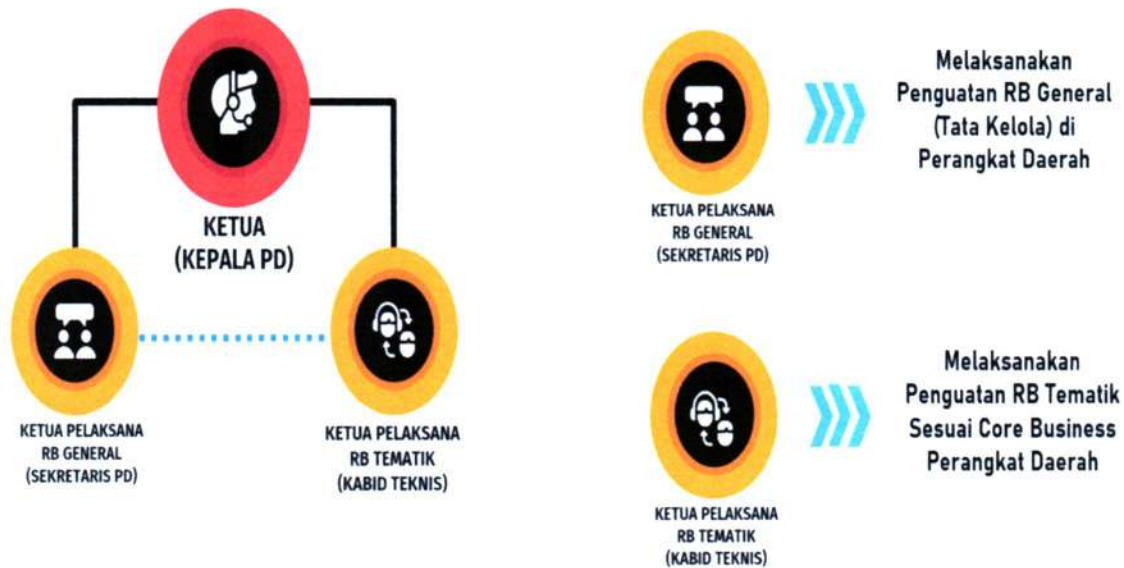 KETUA
(KEPALA PD)
KETUA PELAKSANA
RB GENERAL
(SEKRETARIS PD)
KETUA PELAKSANA
RB TEMATIK
(KABID TEKNIS)
KETUA PELAKSANA
RB GENERAL
(SEKRETARIS PD)
Melaksanakan
Penguatan RB General
(Tata Kelola) di
Perangkat Daerah
KETUA PELAKSANA
RB TEMATIK
(KABID TEKNIS)
Melaksanakan
Penguatan RB Tematik
Sesuai Core Business
Perangkat Daerah